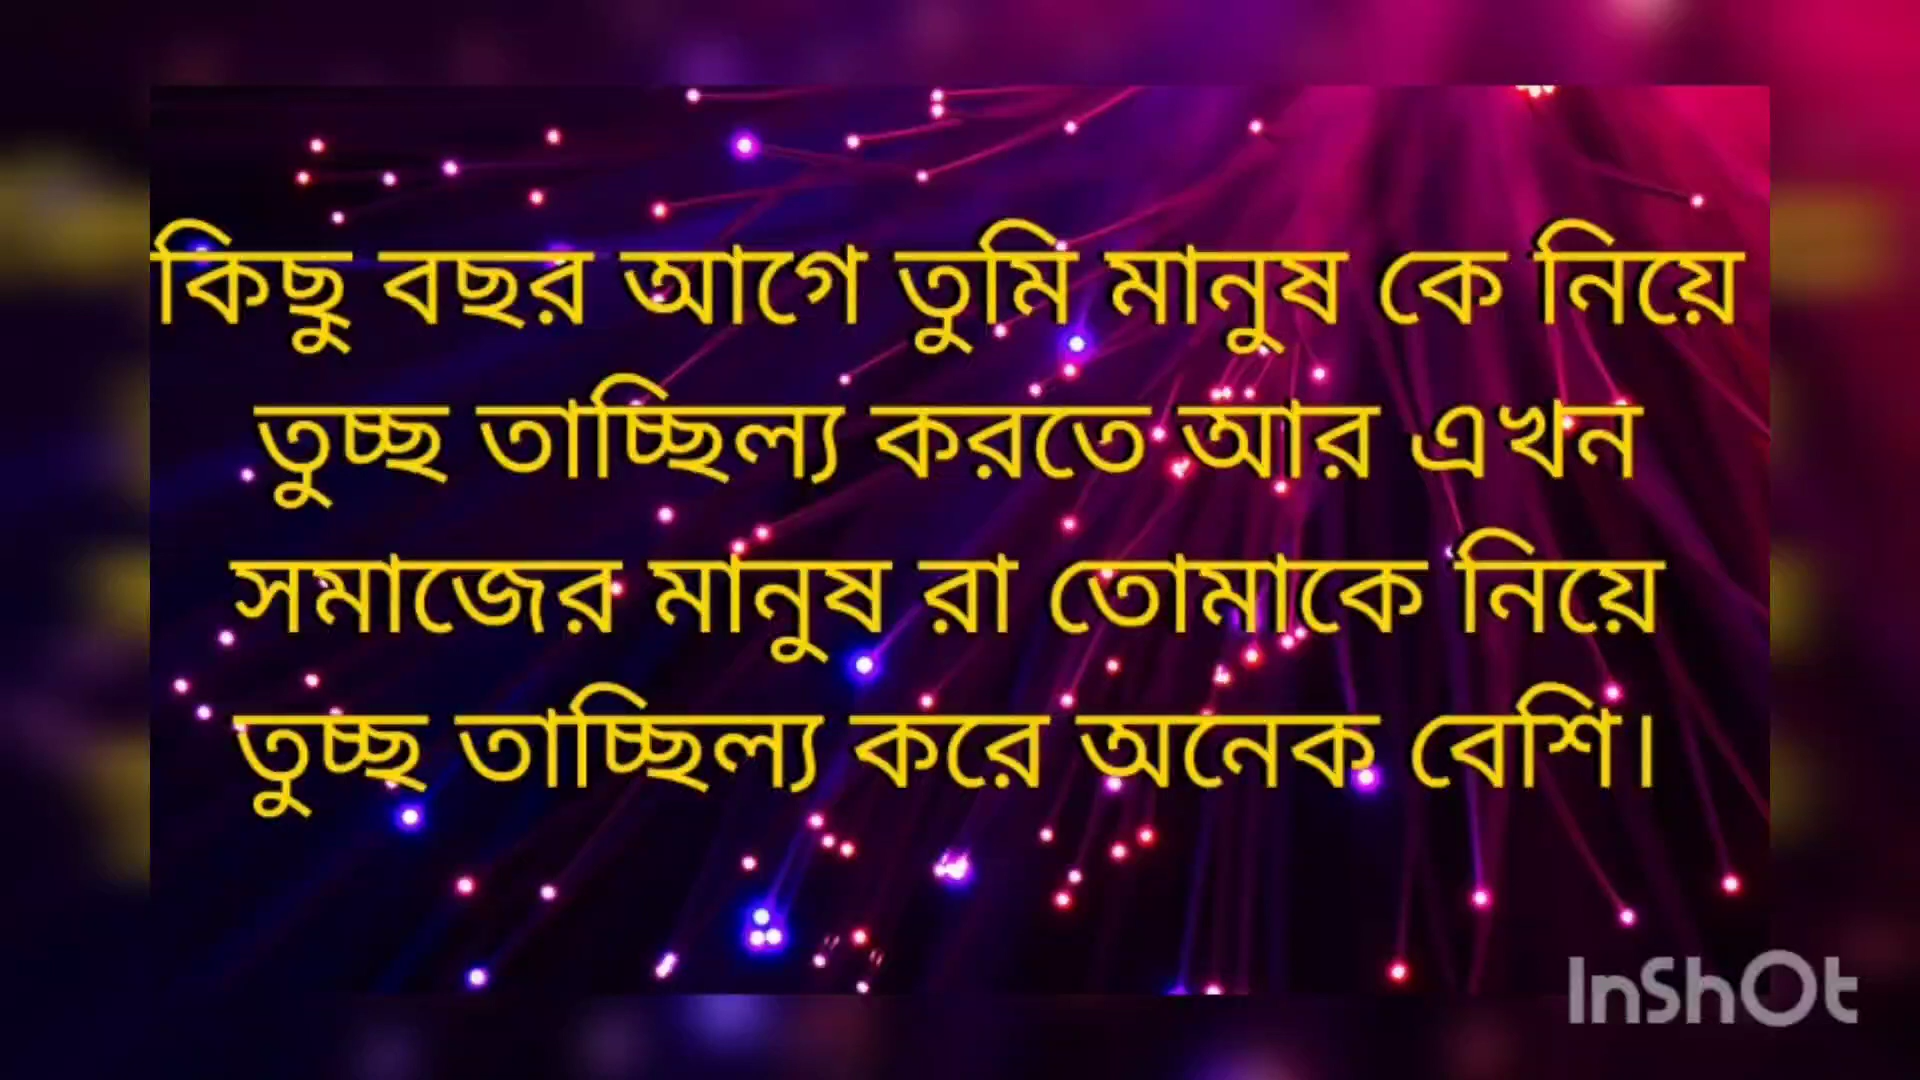 কিছু বছর আগে তুমি মানুষ কে নিয়ে
তুচ্ছ তাচ্ছিল্য করতে আর এখন
সমাজের মানুষ রা তোমাকে নিয়ে
তুচ্ছ তাচ্ছিল্য করে অনেক বেশি।
InShOt